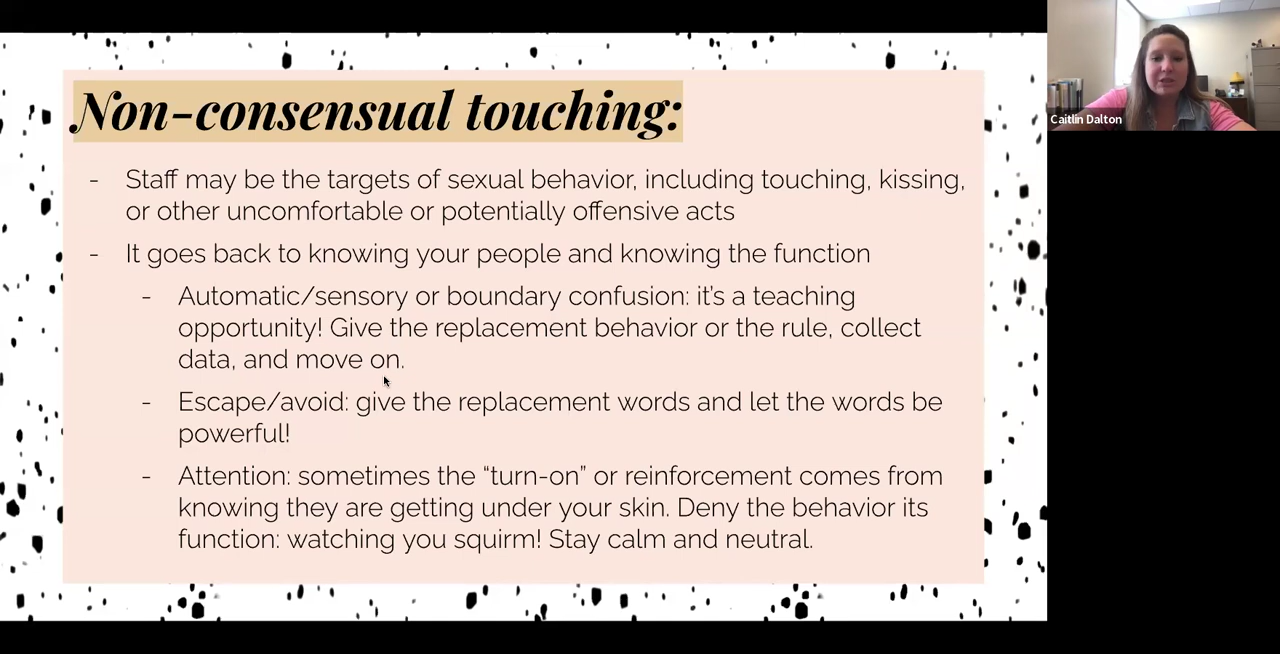 Non-consensual touching:
- Staff may be the targets of sexual behavior, including touching, kissing,
or other uncomfortable or potentially offensive acts
- It goes back to knowing your people and knowing the function
- Automatic/sensory or boundary confusion: it's a teaching
opportunity! Give the replacement behavior or the rule, collect
data, and move on.
- Escape/avoid: give the replacement words and let the words be
powerful!
- Attention: sometimes the “turn-on” or reinforcement comes from
knowing they are getting under your skin. Deny the behavior its
function: watching you squirm! Stay calm and neutral.
Caitlin Dalton